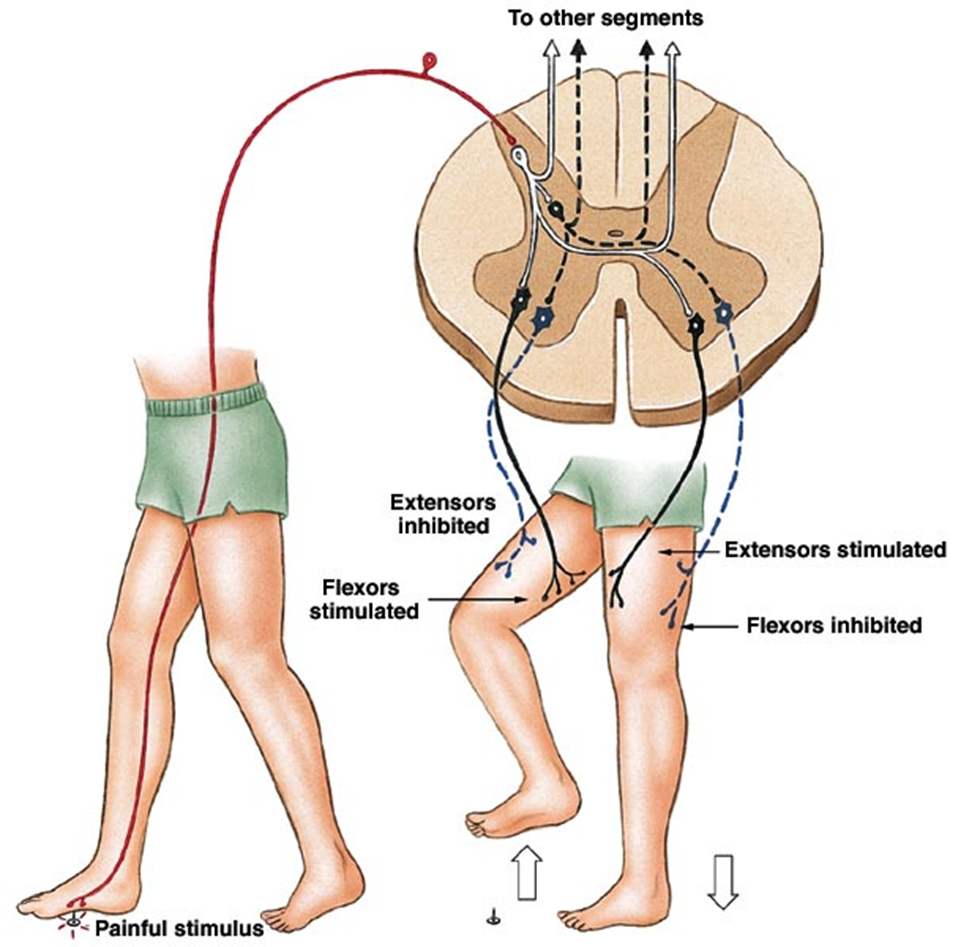 To other segments
Extensors
inhibited
Extensors stimulated
Flexors
stimulated
Flexors inhibited
Painful stimulus